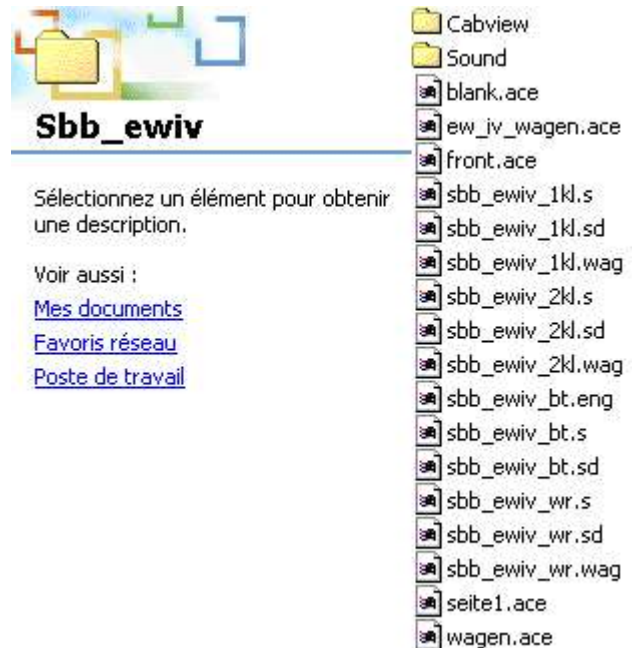 Sbb_ewiv
Sélectionnez un élément pour obtenir
une description.
Voir aussi :
Mes documents
Favoris réseau
Poste de travail
Cabview
Sound
blank.ace
ew_iv_wagen.ace
front.ace
sbb_ewiv_1kl.s
sbb_ewiv_1kl.sd
sbb_ewiv_1kl.wag
sbb_ewiv_2kl.s
sbb_ewiv_2kl.sd
sbb_ewiv_2kl.wag
sbb_ewiv_bt.eng
sbb_ewiv_bt.s
sbb_ewiv_bt.sd
sbb_ewiv_wr.s
sbb_ewiv_wr.sd
sbb_ewiv_wr.wag
seite1.ace
wagen.ace